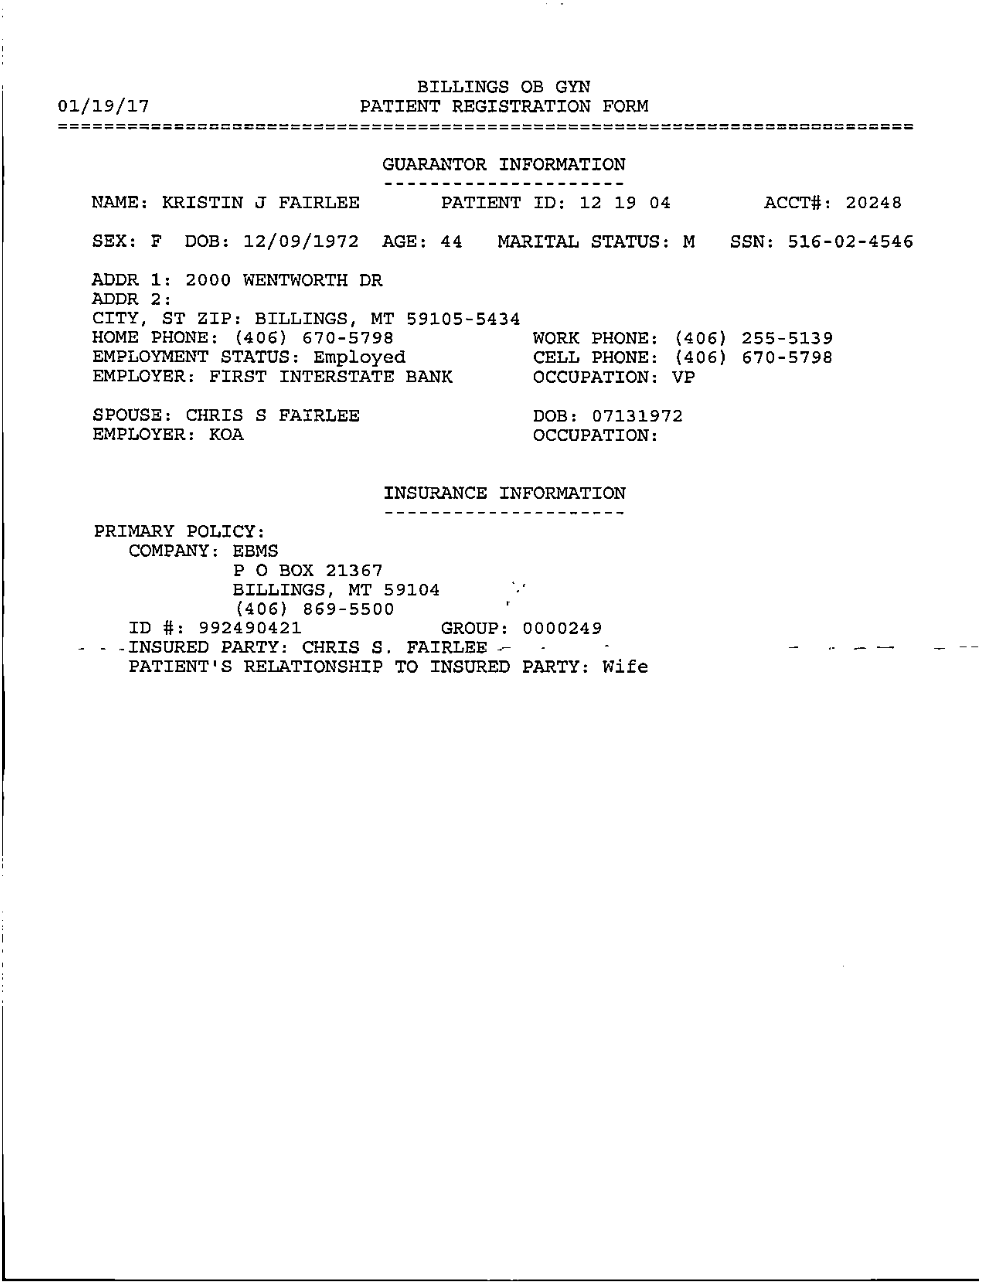 BILLINGS OB GYN
01/19/17 PATIENT REGISTRATION FORM
==========================================================================
GUARANTOR INFORMATION
---------------------
NAME: KRISTIN J FAIRLEE PATIENT ID: 12 19 04 ACCT#: 20248
SEX: F DOB: 12/09/1972 AGE: 44 MARITAL STATUS: M SSN: 516-02-4546
ADDR 1: 2000 WENTWORTH DR
ADDR 2:
CITY, ST ZIP: BILLINGS, MT 59105-5434
HOME PHONE: (406) 670-5798 WORK PHONE: (406) 255-5139
EMPLOYMENT STATUS: Employed CELL PHONE: (406) 670-5798
EMPLOYER: FIRST INTERSTATE BANK OCCUPATION: VP
SPOUSE: CHRIS S FAIRLEE DOB: 07131972
EMPLOYER: KOA OCCUPATION:
INSURANCE INFORMATION
---------------------
PRIMARY POLICY:
COMPANY: EBMS
P O BOX 21367
BILLINGS, MT 59104
(406) 869-5500
ID #: 992490421 GROUP: 0000249
INSURED PARTY: CHRIS S. FAIRLEE
PATIENT'S RELATIONSHIP TO INSURED PARTY: Wife